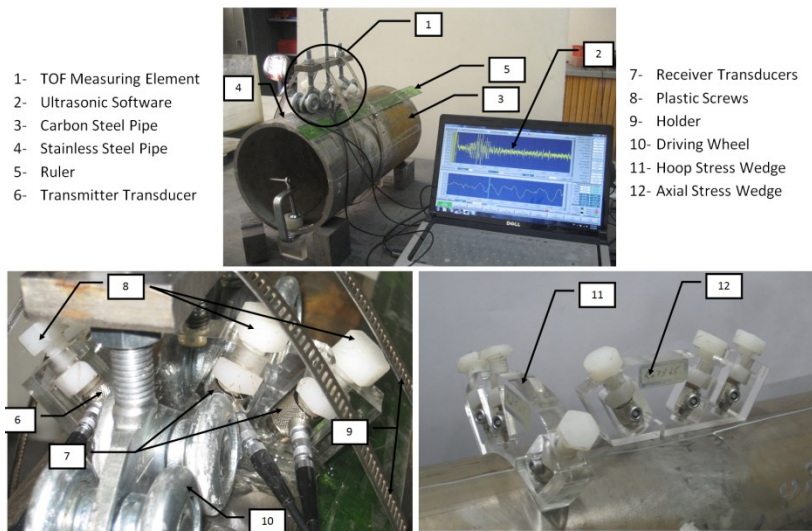 1- TOF Measuring Element
2- Ultrasonic Software
3- Carbon Steel Pipe
4- Stainless Steel Pipe
5- Ruler
6- Transmitter Transducer
1
2
3
4
5
DELL
7- Receiver Transducers
8- Plastic Screws
9- Holder
10- Driving Wheel
11- Hoop Stress Wedge
12- Axial Stress Wedge
8
6
7
9
10
11
12